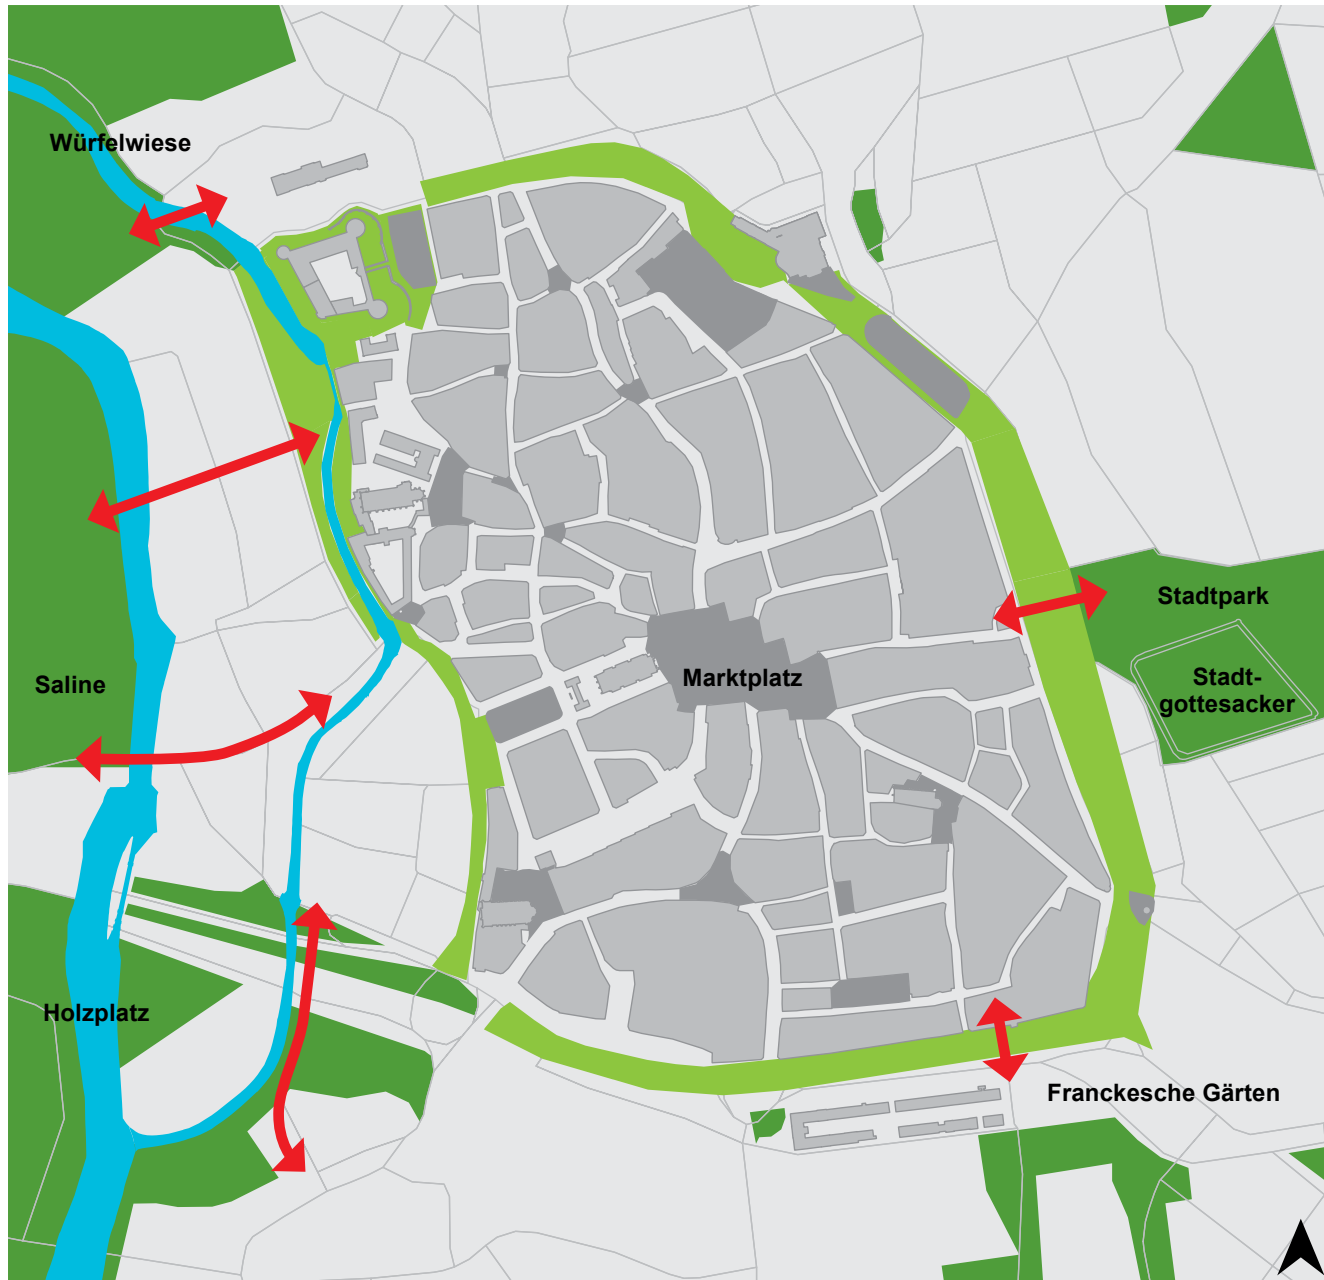 Würfelwiese
Stadtpark
Saline
Marktplatz
Stadt-
gottesacker
Holzplatz
Franckesche Gärten